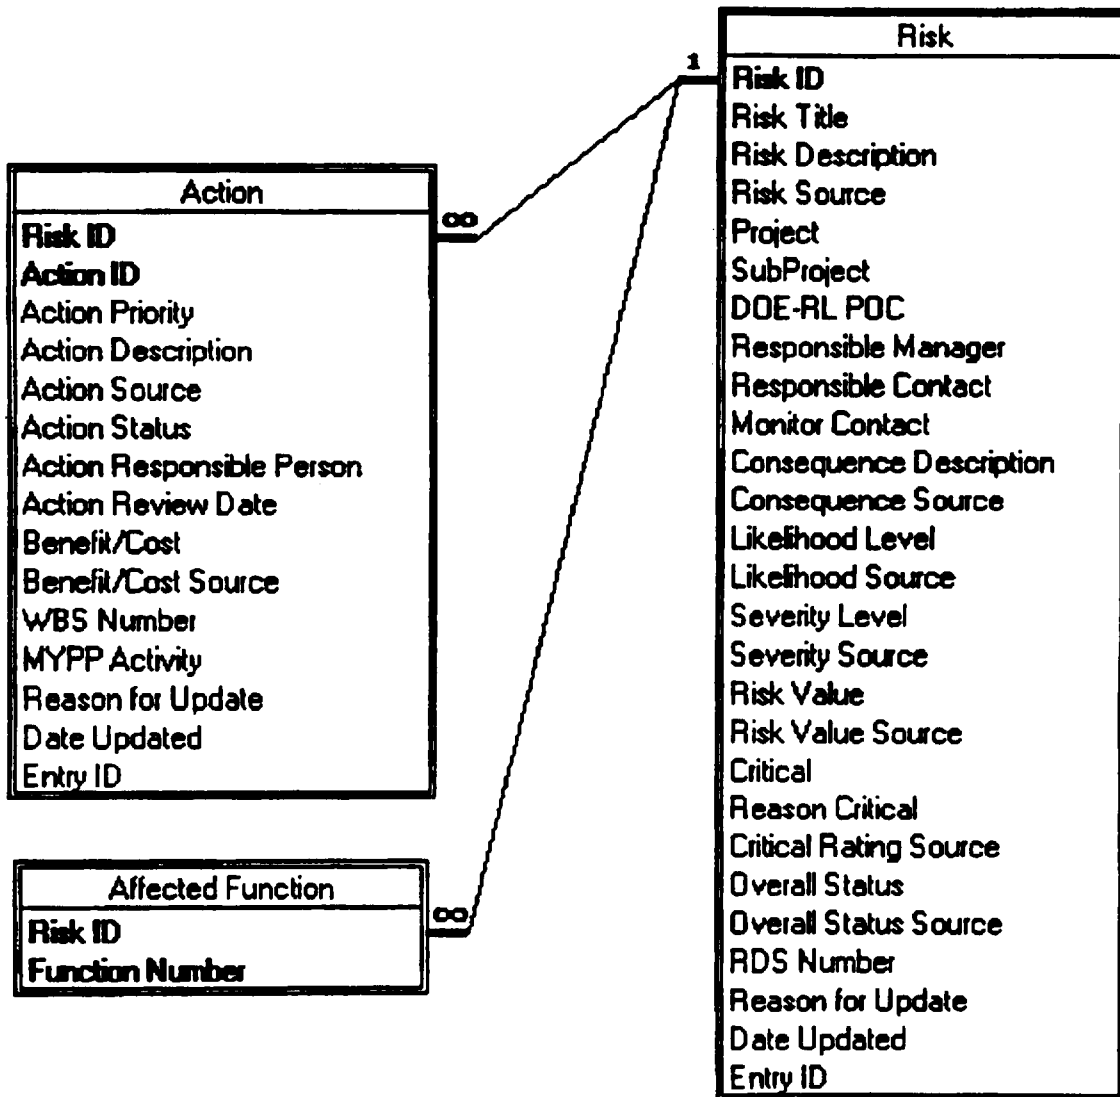 Action
Risk ID
Action ID
Action Priority
Action Description
Action Source
Action Status
Action Responsible Person
Action Review Date
Benefit/Cost
Benefit/Cost Source
WBS Number
MYPP Activity
Reason for Update
Date Updated
Entry ID
∞
Affected Function
Risk ID
Function Number
∞
1
Risk
Risk ID
Risk Title
Risk Description
Risk Source
Project
SubProject
DOE-RL POC
Responsible Manager
Responsible Contact
Monitor Contact
Consequence Description
Consequence Source
Likelihood Level
Likelihood Source
Severity Level
Severity Source
Risk Value
Risk Value Source
Critical
Reason Critical
Critical Rating Source
Overall Status
Overall Status Source
RDS Number
Reason for Update
Date Updated
Entry ID